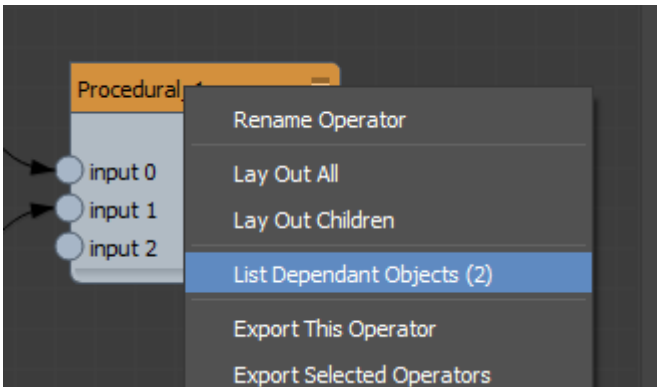 Procedural_1
Rename Operator
input 0
Lay Out All
input 1
Lay Out Children
input 2
List Dependant Objects (2)
Export This Operator
Export Selected Operators